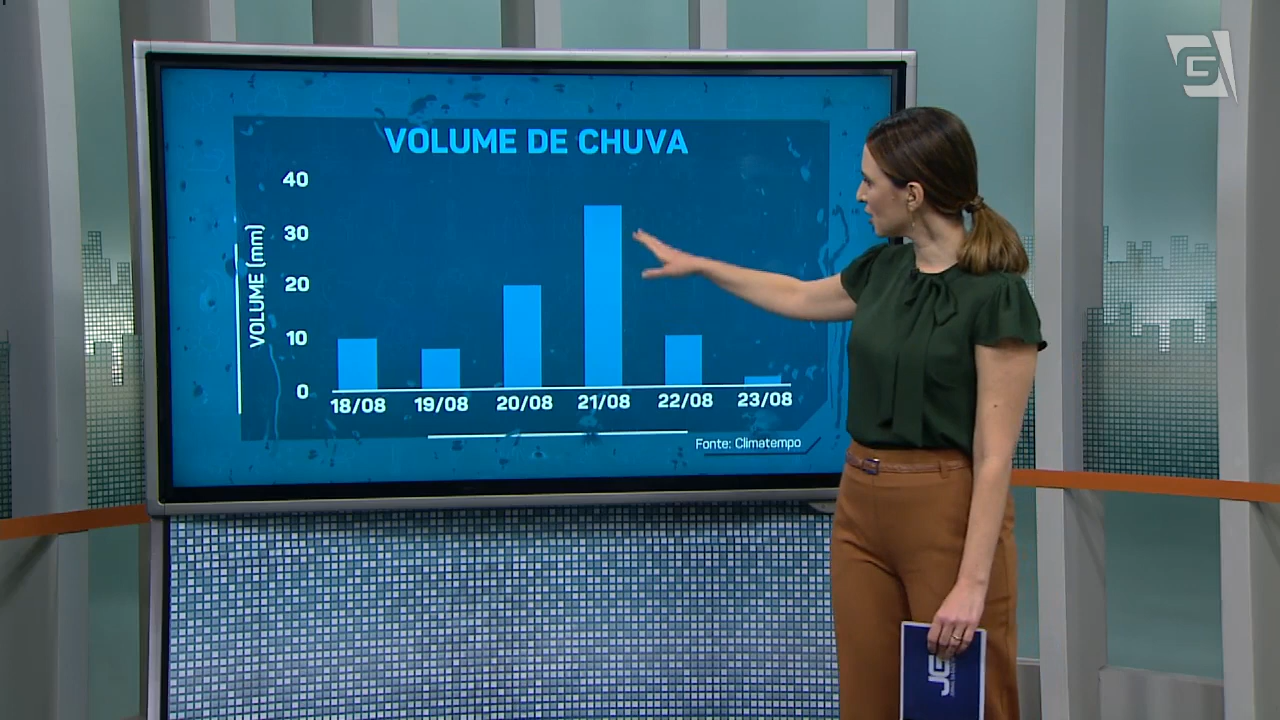 VOLUME DE CHUVA
VOLUME (mm)
40
30
20
10
0
18/08 19/08 20/08 21/08 22/08 23/08
Fonte: Climatempo
G
JG